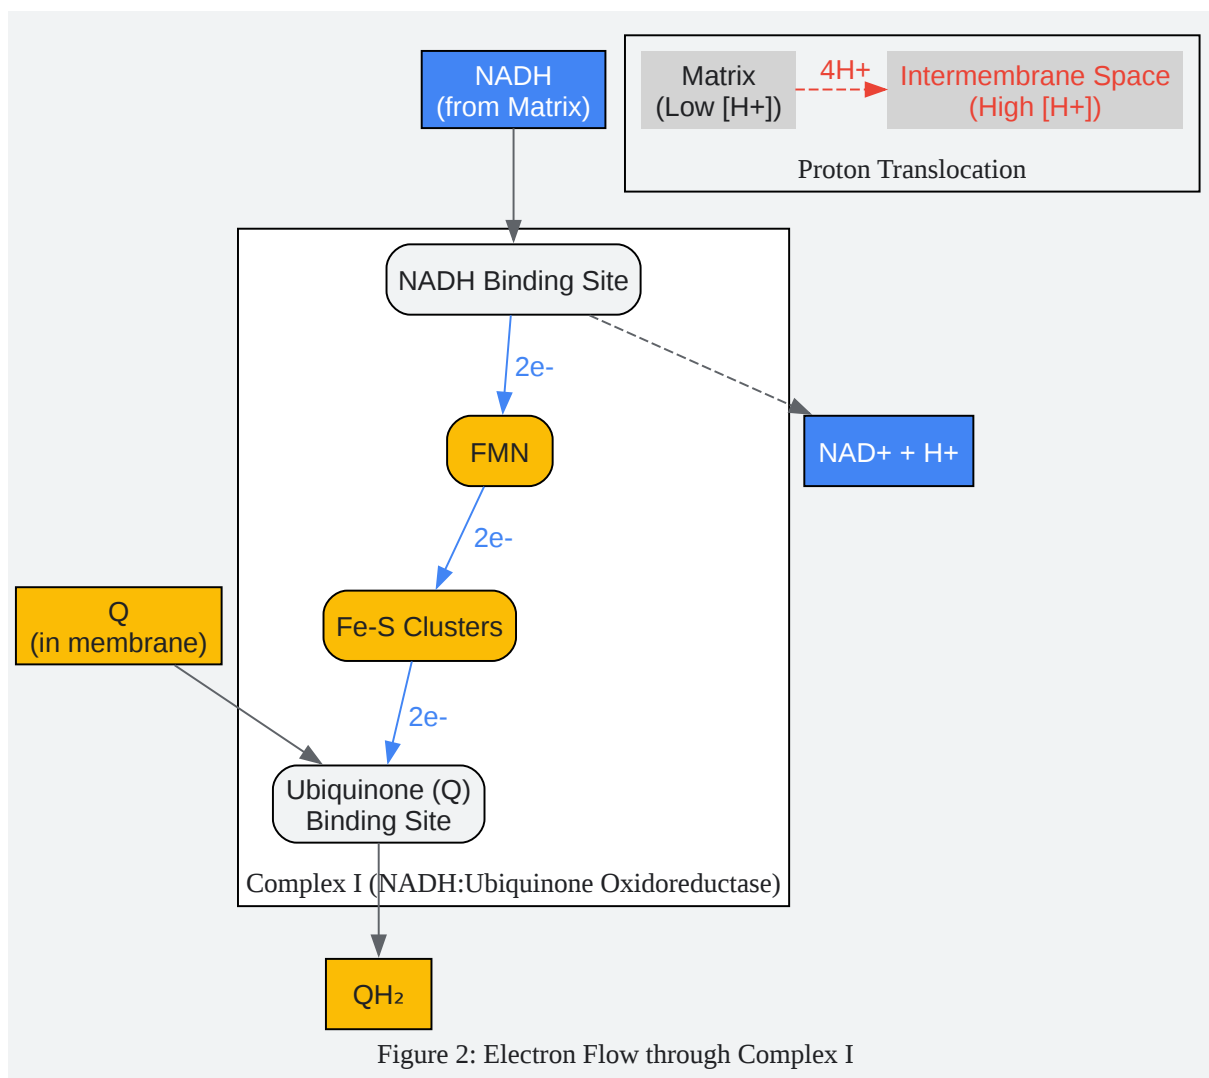 NADH
(from Matrix)
Matrix
(Low [H+])
4H+
Intermembrane Space
(High [H+])
Proton Translocation
NADH Binding Site
2e-
FMN
NAD+ + H+
2e-
Q
(in membrane)
Fe-S Clusters
2e-
Ubiquinone (Q)
Binding Site
Complex I (NADH:Ubiquinone Oxidoreductase)
QH₂
Figure 2: Electron Flow through Complex I